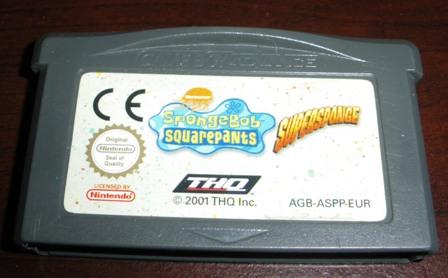 GAME BOY ADVANCE
CE
SPONGEBOB
SQUAREPANTS
SUPERSPONGE
Original
Nintendo
Seal of
Quality
LICENSED BY
Nintendo
THQ
© 2001 THQ Inc.
AGB-ASPP-EUR